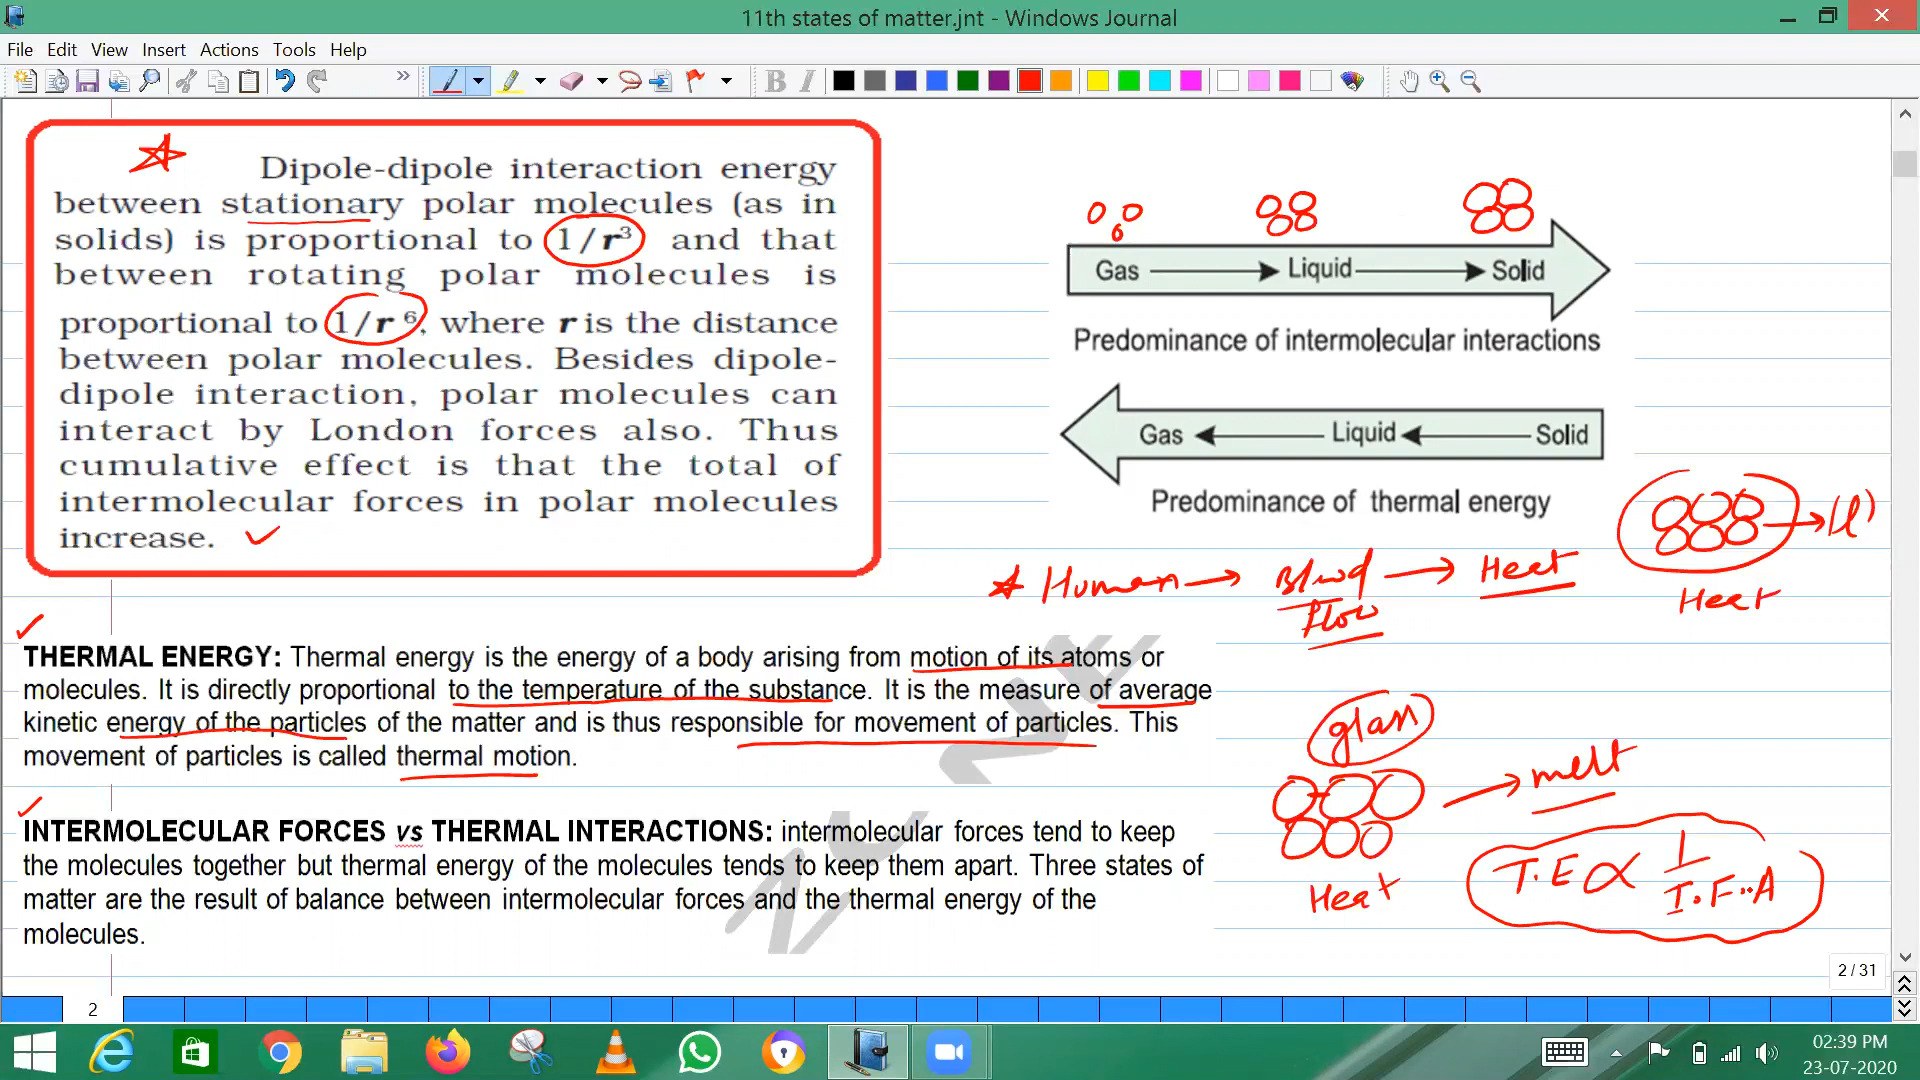 11th states of matter.jnt - Windows Journal
File Edit View Insert Actions Tools Help
Dipole-dipole interaction energy
between stationary polar molecules (as in
solids) is proportional to 1/r³ and that
between rotating polar molecules is
proportional to 1/r⁶, where r is the distance
between polar molecules. Besides dipole-
dipole interaction, polar molecules can
interact by London forces also. Thus
cumulative effect is that the total of
intermolecular forces in polar molecules
increase.
Gas Liquid Solid
Predominance of intermolecular interactions
Gas Liquid Solid
Predominance of thermal energy
(l)
Heat
Human → Blood Flow → Heat
THERMAL ENERGY: Thermal energy is the energy of a body arising from motion of its atoms or
molecules. It is directly proportional to the temperature of the substance. It is the measure of average
kinetic energy of the particles of the matter and is thus responsible for movement of particles. This
movement of particles is called thermal motion.
glass
→ melt
Heat
T.E ∝ 1/I.F.A
INTERMOLECULAR FORCES vs THERMAL INTERACTIONS: intermolecular forces tend to keep
the molecules together but thermal energy of the molecules tends to keep them apart. Three states of
matter are the result of balance between intermolecular forces and the thermal energy of the
molecules.
2 / 31
2
02:39 PM
23-07-2020